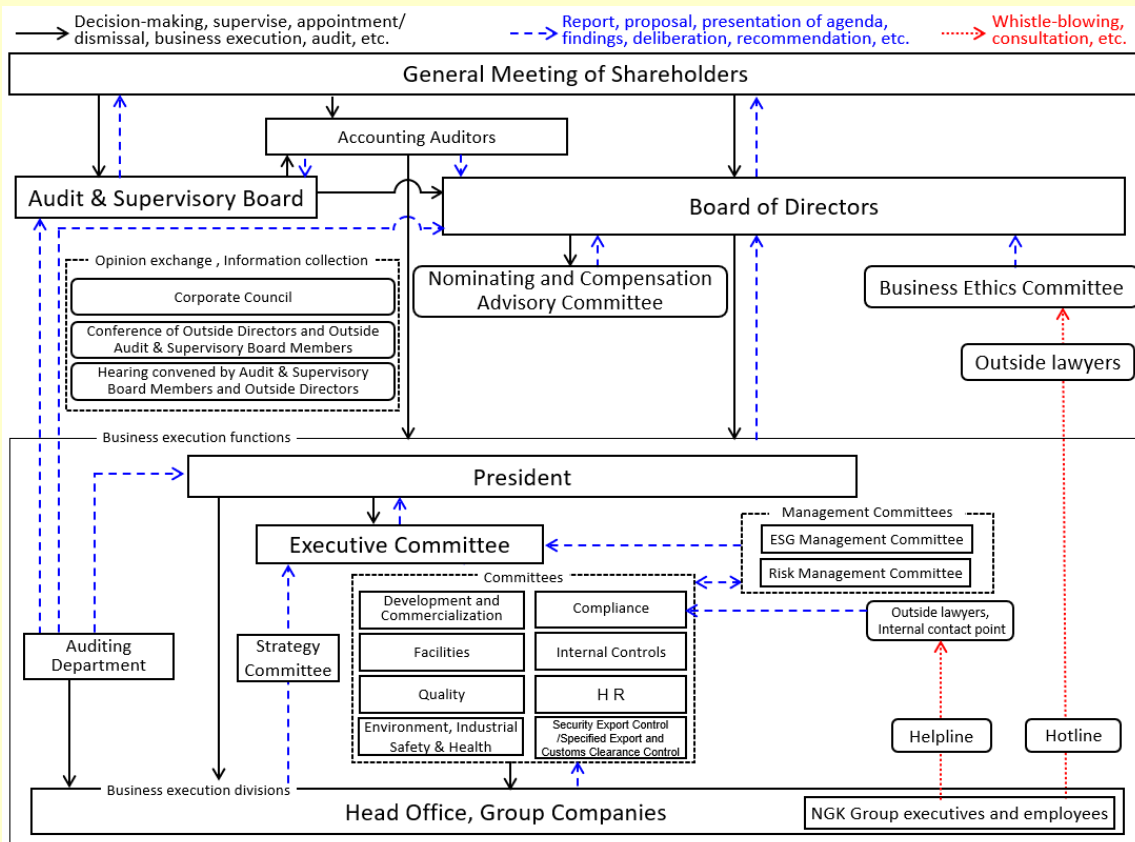 Decision-making, supervise, appointment/
dismissal, business execution, audit, etc.
Report, proposal, presentation of agenda,
findings, deliberation, recommendation, etc.
Whistle-blowing,
consultation, etc.
General Meeting of Shareholders
Accounting Auditors
Audit & Supervisory Board
Board of Directors
Opinion exchange , Information collection
Corporate Council
Conference of Outside Directors and Outside
Audit & Supervisory Board Members
Hearing convened by Audit & Supervisory
Board Members and Outside Directors
Nominating and Compensation
Advisory Committee
Business Ethics Committee
Outside lawyers
Business execution functions
President
Executive Committee
Management Committees
ESG Management Committee
Risk Management Committee
Committees
Development and
Commercialization
Compliance
Facilities
Internal Controls
Quality
H R
Environment, Industrial
Safety & Health
Security Export Control
/Specified Export and
Customs Clearance Control
Outside lawyers,
Internal contact point
Auditing
Department
Strategy
Committee
Helpline
Hotline
Business execution divisions
Head Office, Group Companies
NGK Group executives and employees